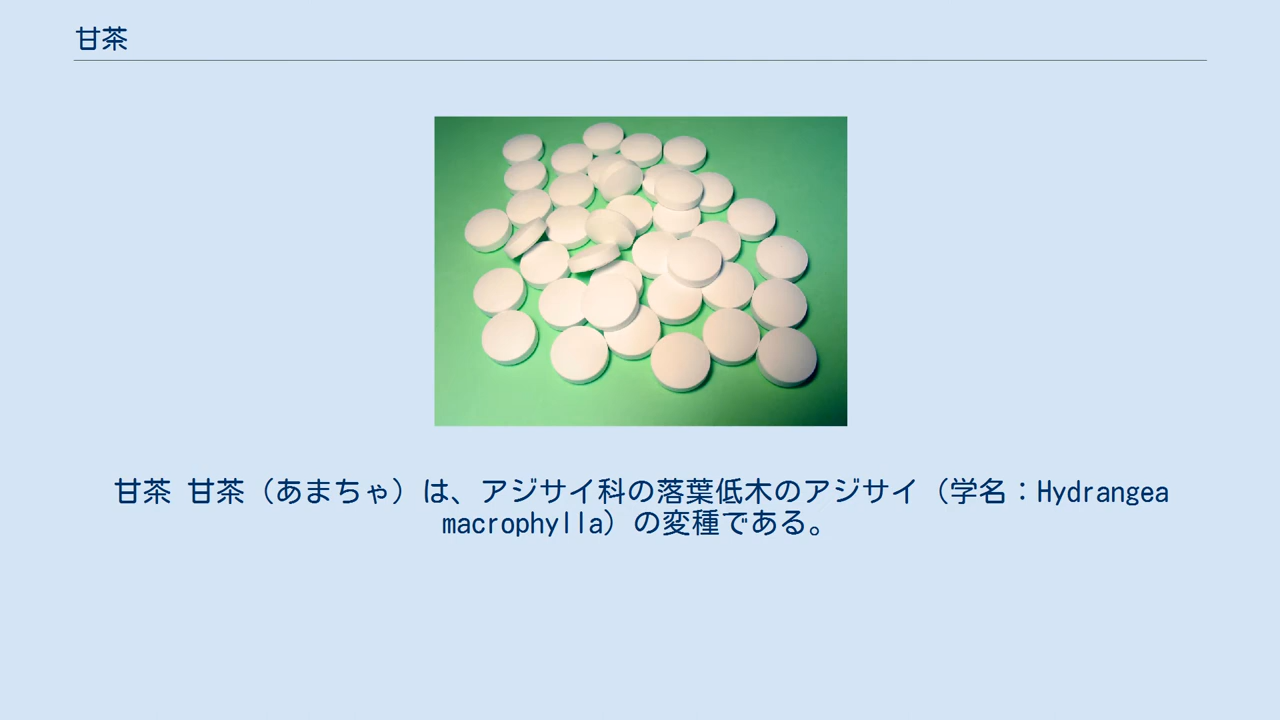 甘茶
甘茶 甘茶（あまちゃ）は、アジサイ科の落葉低木のアジサイ（学名：Hydrangea
macrophylla）の変種である。